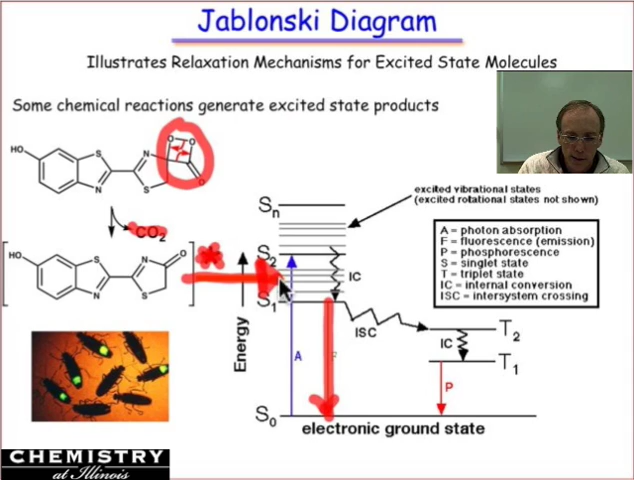 Jablonski Diagram
Illustrates Relaxation Mechanisms for Excited State Molecules
Some chemical reactions generate excited state products
HO
S
N
N
S
O
O
O
CO2
HO
S
N
N
S
O
*
Sn
S2
S1
S0
Energy
A
F
IC
ISC
IC
T2
T1
P
excited vibrational states
(excited rotational states not shown)
A = photon absorption
F = fluorescence (emission)
P = phosphorescence
S = singlet state
T = triplet state
IC = internal conversion
ISC = intersystem crossing
electronic ground state
CHEMISTRY
at Illinois